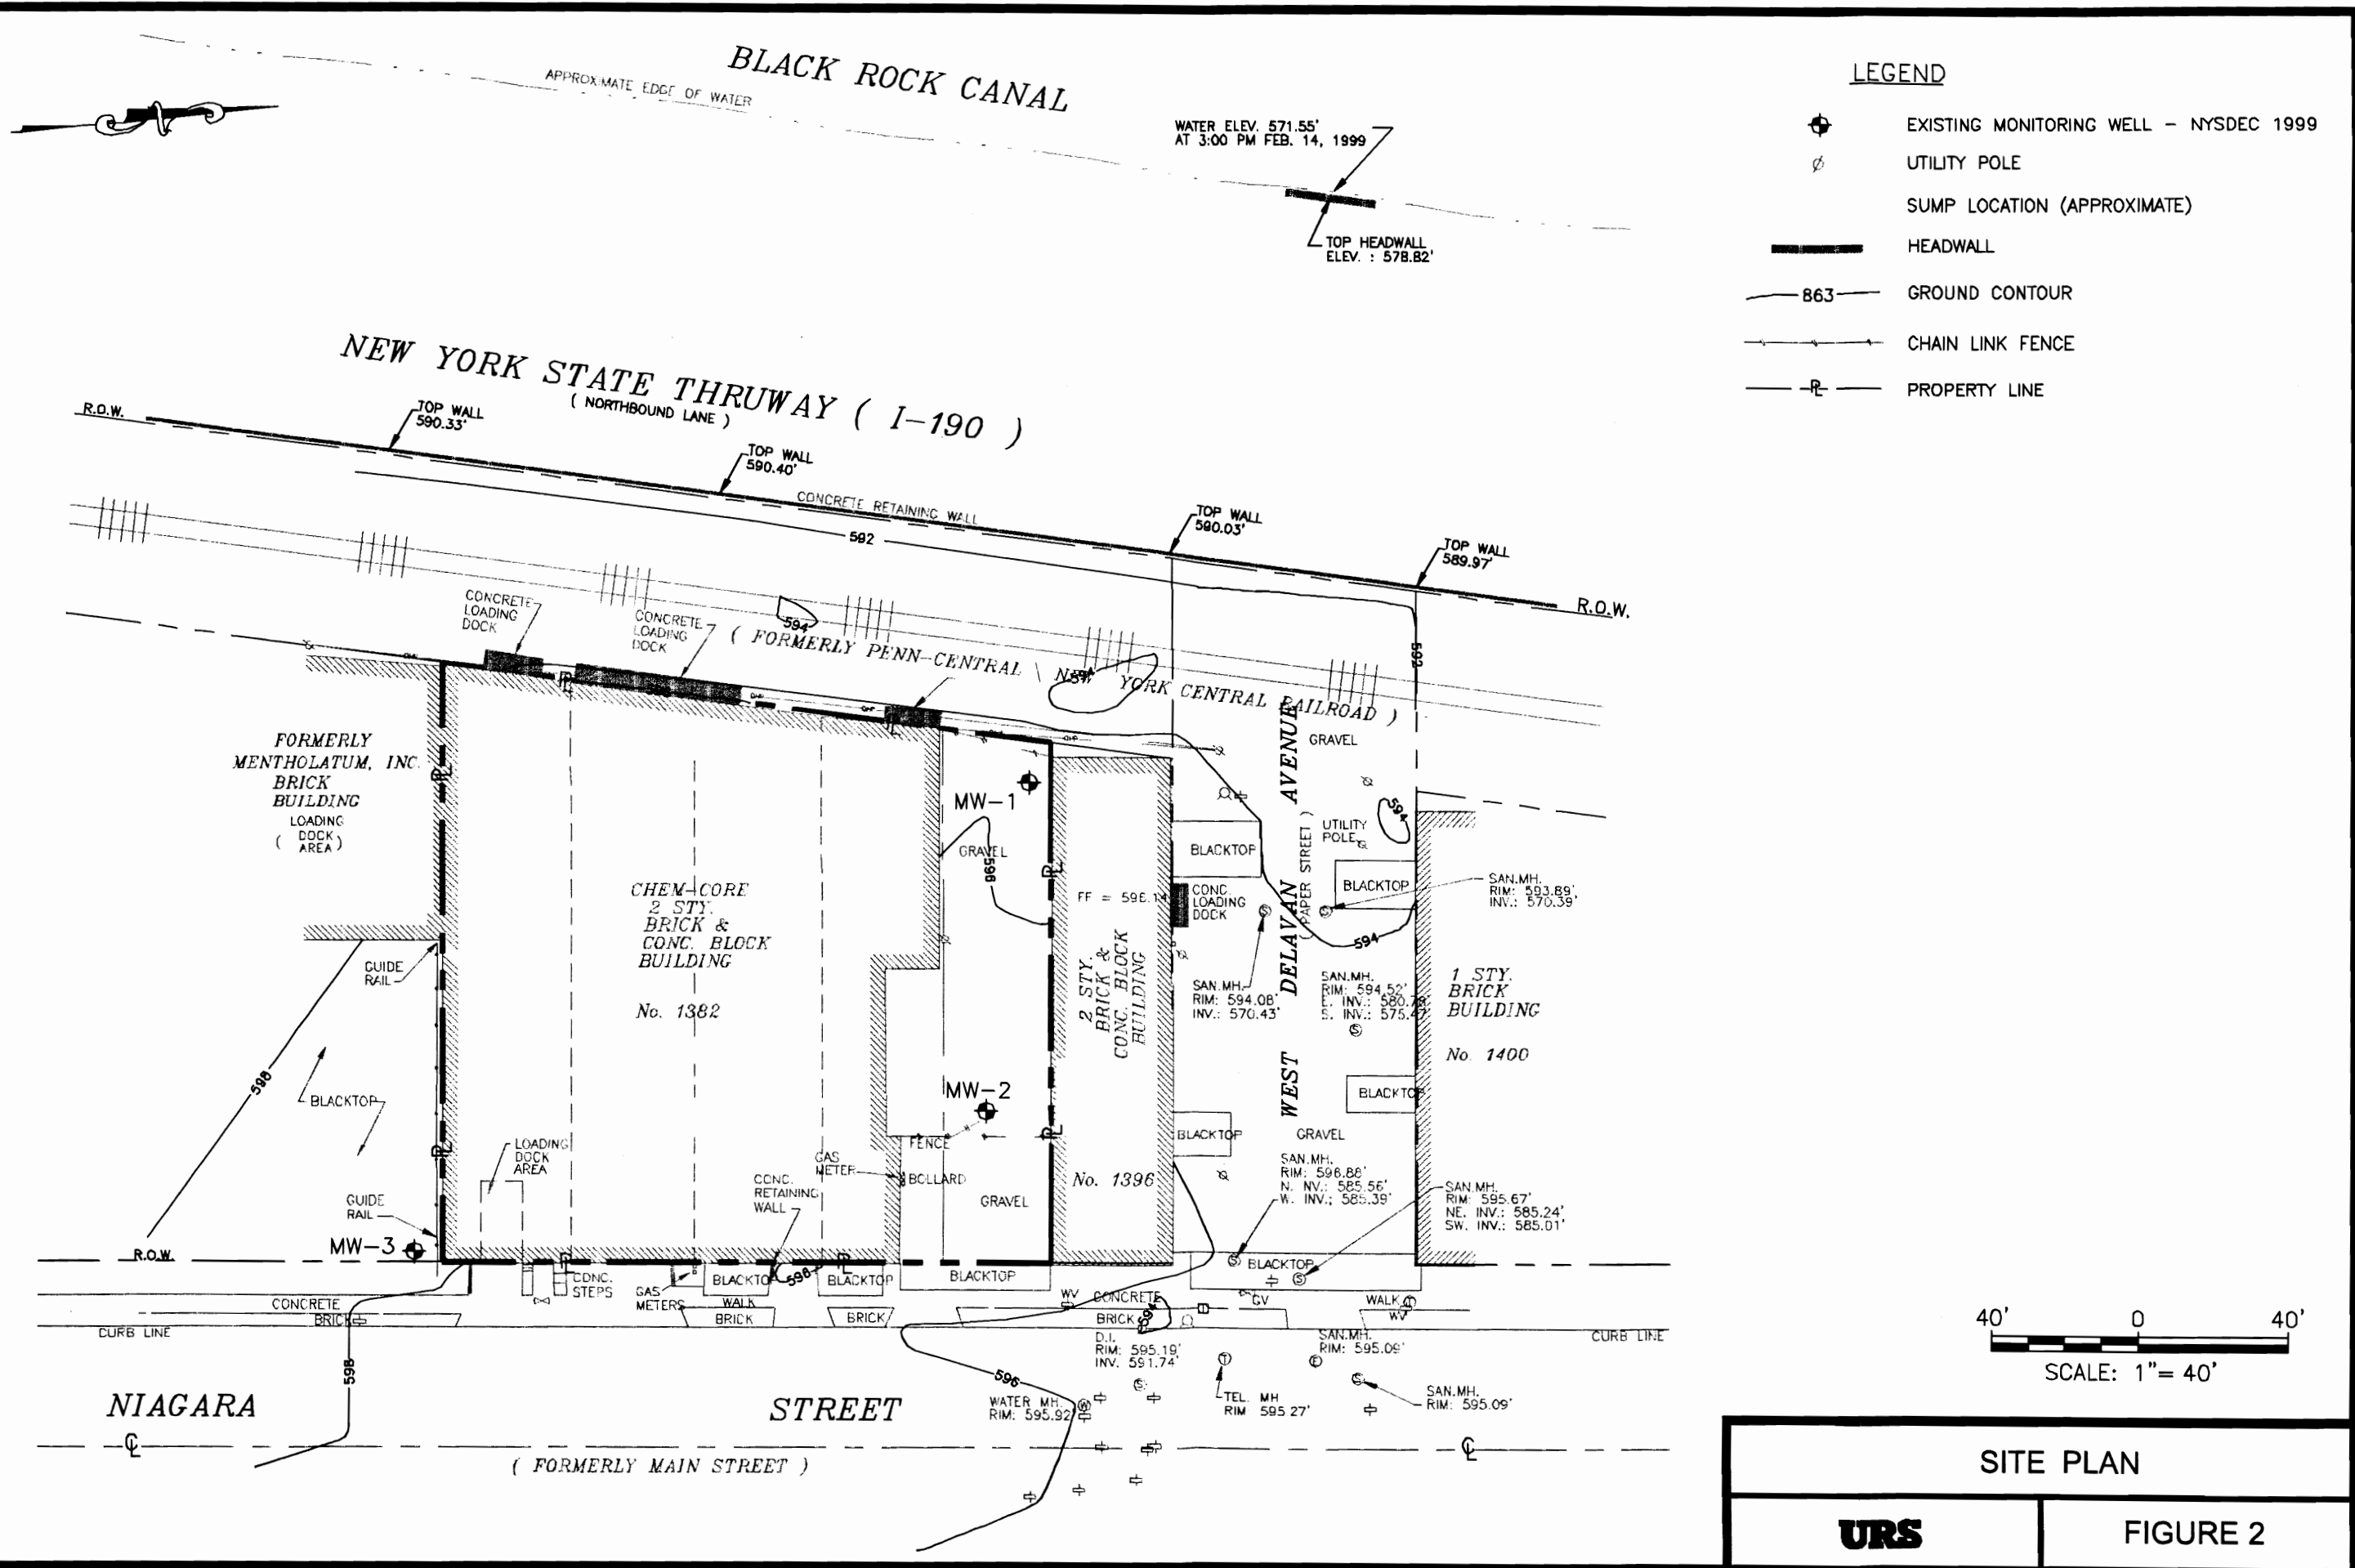 BLACK ROCK CANAL
APPROXIMATE EDGE OF WATER
WATER ELEV. 571.55'
AT 3:00 PM FEB. 14, 1999
TOP HEADWALL
ELEV. : 578.82'
LEGEND
EXISTING MONITORING WELL - NYSDEC 1999
UTILITY POLE
SUMP LOCATION (APPROXIMATE)
HEADWALL
863
GROUND CONTOUR
CHAIN LINK FENCE
PL
PROPERTY LINE
N
NEW YORK STATE THRUWAY ( I-190 )
( NORTHBOUND LANE )
R.O.W.
TOP WALL
590.33'
TOP WALL
590.40'
CONCRETE RETAINING WALL
TOP WALL
590.03'
TOP WALL
589.97'
R.O.W.
592
592
594
CONCRETE
LOADING
DOCK
CONCRETE
LOADING
DOCK
( FORMERLY PENN-CENTRAL \ NEW YORK CENTRAL RAILROAD )
FORMERLY
MENTHOLATUM, INC.
BRICK
BUILDING
LOADING
( DOCK
AREA )
CHEM-CORE
2 STY.
BRICK &
CONC. BLOCK
BUILDING
No. 1382
MW-1
GRAVEL
596
FF = 596.14
2 STY.
BRICK &
CONC. BLOCK
BUILDING
No. 1396
BLACKTOP
CONC.
LOADING
DOCK
WEST DELAVAN AVENUE
( PAPER STREET )
GRAVEL
UTILITY
POLE
594
BLACKTOP
SAN.MH.
RIM: 593.89'
INV.: 570.39'
594
SAN.MH.
RIM: 594.08'
INV.: 570.43'
SAN.MH.
RIM: 594.52'
E. INV.: 580.
S. INV.: 575.
1 STY.
BRICK
BUILDING
No. 1400
BLACKTOP
BLACKTOP
GRAVEL
SAN.MH.
RIM: 596.88'
N. NV.: 585.56'
W. INV.; 585.39'
SAN.MH.
RIM: 595.67'
NE. INV.: 585.24'
SW. INV.: 585.01'
GUIDE
RAIL
598
BLACKTOP
MW-2
FENCE
GAS
METER
BOLLARD
GRAVEL
LOADING
DOCK
AREA
CONC.
RETAINING
WALL
GUIDE
RAIL
MW-3
R.O.W.
CONC.
STEPS
GAS
METERS
BLACKTOP
598
BLACKTOP
BLACKTOP
BLACKTOP
CONCRETE
WALK
WV
CONCRETE
GV
WALK
WV
BRICK
BRICK
BRICK
BRICK
594
CURB LINE
CURB LINE
D.I.
RIM: 595.19'
INV. 591.74'
SAN.MH.
RIM: 595.09'
598
596
WATER MH.
RIM: 595.92'
TEL. MH
RIM 595 27'
SAN.MH.
RIM: 595.09'
NIAGARA STREET
( FORMERLY MAIN STREET )
40' 0 40'
SCALE: 1"= 40'
SITE PLAN
URS
FIGURE 2